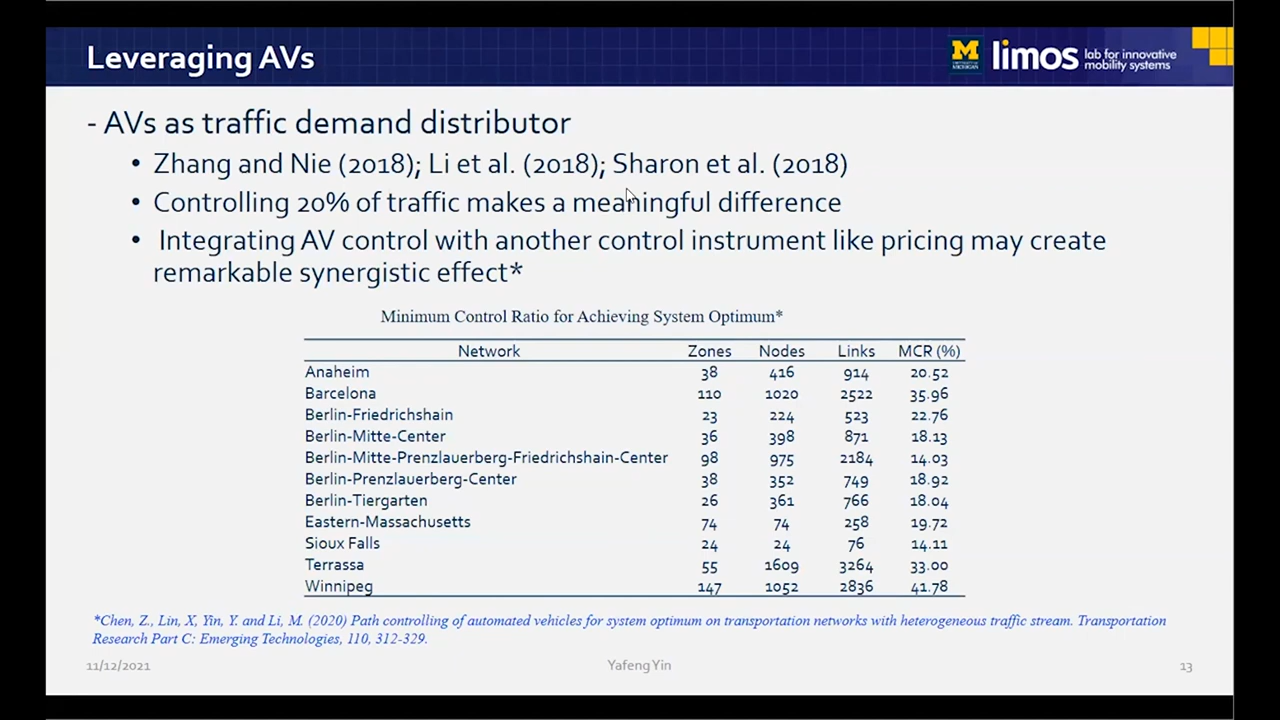 Leveraging AVs
M
UNIVERSITY OF MICHIGAN
limos lab for innovative
mobility systems
- AVs as traffic demand distributor
• Zhang and Nie (2018); Li et al. (2018); Sharon et al. (2018)
• Controlling 20% of traffic makes a meaningful difference
• Integrating AV control with another control instrument like pricing may create
remarkable synergistic effect*
Minimum Control Ratio for Achieving System Optimum*
Network Zones Nodes Links MCR (%)
Anaheim 38 416 914 20.52
Barcelona 110 1020 2522 35.96
Berlin-Friedrichshain 23 224 523 22.76
Berlin-Mitte-Center 36 398 871 18.13
Berlin-Mitte-Prenzlauerberg-Friedrichshain-Center 98 975 2184 14.03
Berlin-Prenzlauerberg-Center 38 352 749 18.92
Berlin-Tiergarten 26 361 766 18.04
Eastern-Massachusetts 74 74 258 19.72
Sioux Falls 24 24 76 14.11
Terrassa 55 1609 3264 33.00
Winnipeg 147 1052 2836 41.78
*Chen, Z., Lin, X, Yin, Y. and Li, M. (2020) Path controlling of automated vehicles for system optimum on transportation networks with heterogeneous traffic stream. Transportation
Research Part C: Emerging Technologies, 110, 312-329.
11/12/2021 Yafeng Yin 13